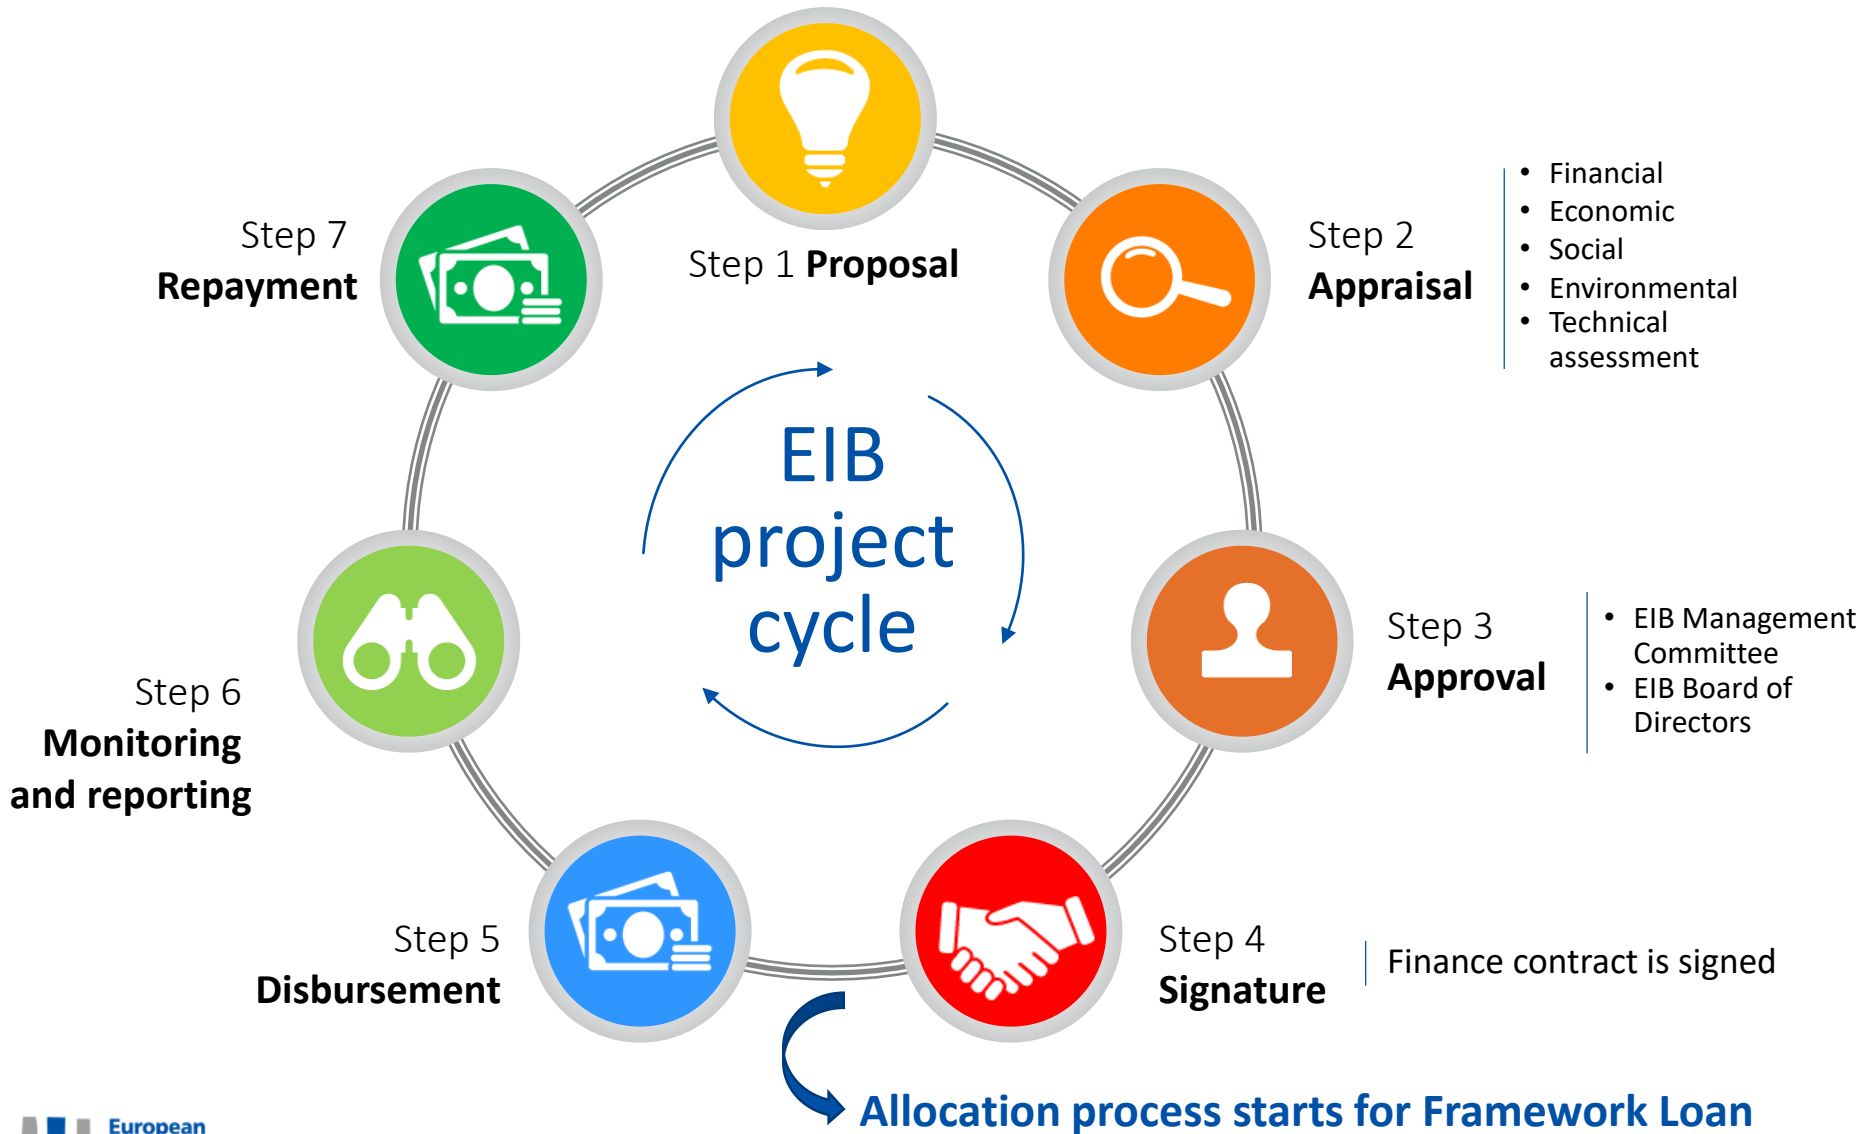 Step 1 Proposal
Step 2
Appraisal
• Financial
• Economic
• Social
• Environmental
• Technical
assessment
Step 3
Approval
• EIB Management
Committee
• EIB Board of
Directors
Step 4
Signature
Finance contract is signed
Allocation process starts for Framework Loan
Step 5
Disbursement
Step 6
Monitoring
and reporting
Step 7
Repayment
EIB
project
cycle
European